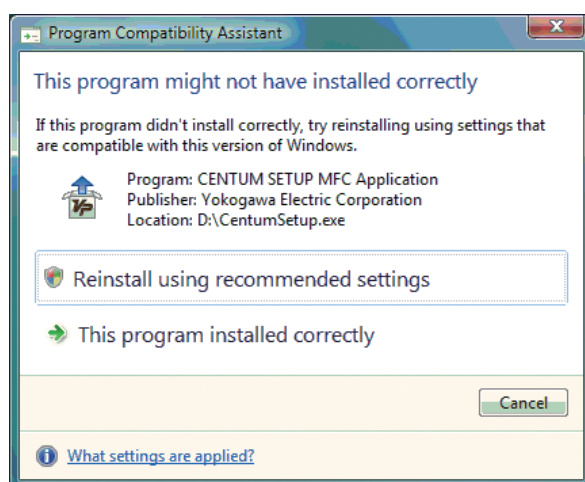 Program Compatibility Assistant
This program might not have installed correctly
If this program didn't install correctly, try reinstalling using settings that
are compatible with this version of Windows.
VP
Program: CENTUM SETUP MFC Application
Publisher: Yokogawa Electric Corporation
Location: D:\CentumSetup.exe
Reinstall using recommended settings
This program installed correctly
Cancel
What settings are applied?